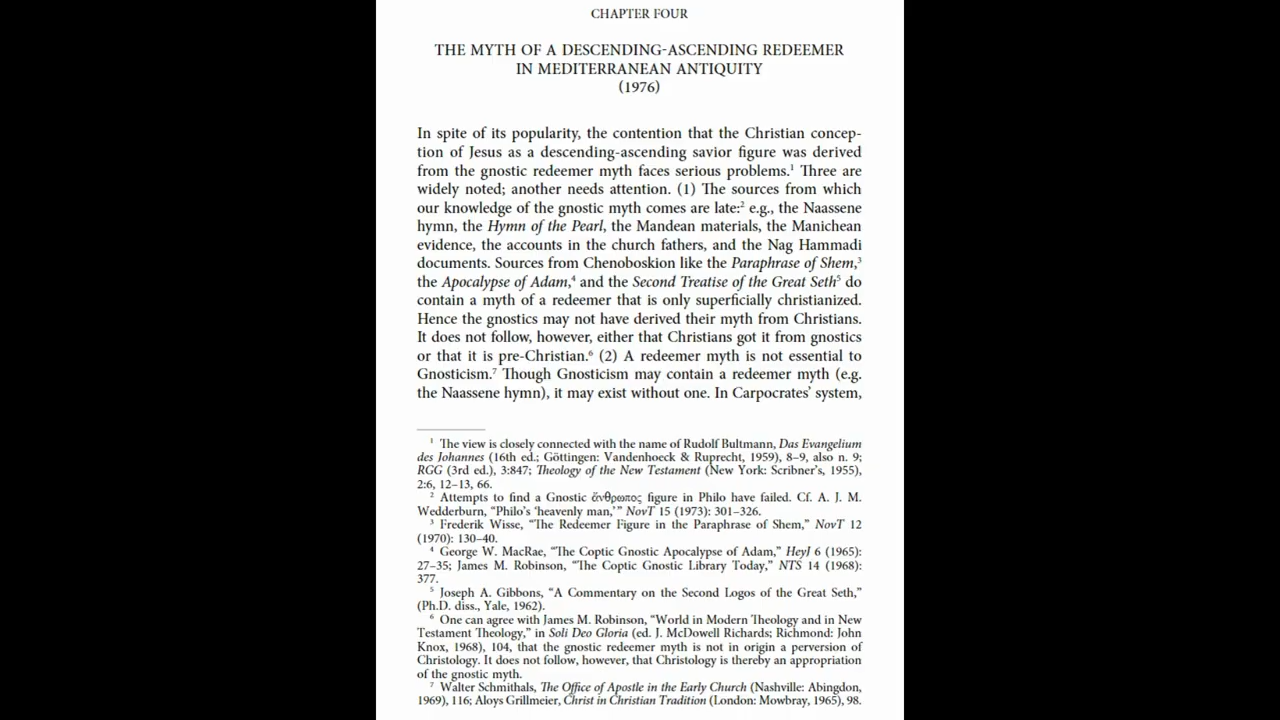 CHAPTER FOUR
THE MYTH OF A DESCENDING-ASCENDING REDEEMER
IN MEDITERRANEAN ANTIQUITY
(1976)
In spite of its popularity, the contention that the Christian concep-
tion of Jesus as a descending-ascending savior figure was derived
from the gnostic redeemer myth faces serious problems.¹ Three are
widely noted; another needs attention. (1) The sources from which
our knowledge of the gnostic myth comes are late:² e.g., the Naassene
hymn, the Hymn of the Pearl, the Mandean materials, the Manichean
evidence, the accounts in the church fathers, and the Nag Hammadi
documents. Sources from Chenoboskion like the Paraphrase of Shem,³
the Apocalypse of Adam,⁴ and the Second Treatise of the Great Seth⁵ do
contain a myth of a redeemer that is only superficially christianized.
Hence the gnostics may not have derived their myth from Christians.
It does not follow, however, either that Christians got it from gnostics
or that it is pre-Christian.⁶ (2) A redeemer myth is not essential to
Gnosticism.⁷ Though Gnosticism may contain a redeemer myth (e.g.
the Naassene hymn), it may exist without one. In Carpocrates' system,
¹ The view is closely connected with the name of Rudolf Bultmann, Das Evangelium
des Johannes (16th ed.; Göttingen: Vandenhoeck & Ruprecht, 1959), 8–9, also n. 9;
RGG (3rd ed.), 3:847; Theology of the New Testament (New York: Scribner's, 1955),
2:6, 12–13, 66.
² Attempts to find a Gnostic ἄνθρωπος figure in Philo have failed. Cf. A. J. M.
Wedderburn, “Philo's ‘heavenly man,’” NovT 15 (1973): 301–326.
³ Frederik Wisse, “The Redeemer Figure in the Paraphrase of Shem,” NovT 12
(1970): 130–40.
⁴ George W. MacRae, “The Coptic Gnostic Apocalypse of Adam,” HeyJ 6 (1965):
27–35; James M. Robinson, “The Coptic Gnostic Library Today,” NTS 14 (1968):
377.
⁵ Joseph A. Gibbons, “A Commentary on the Second Logos of the Great Seth,”
(Ph.D. diss., Yale, 1962).
⁶ One can agree with James M. Robinson, “World in Modern Theology and in New
Testament Theology,” in Soli Deo Gloria (ed. J. McDowell Richards; Richmond: John
Knox, 1968), 104, that the gnostic redeemer myth is not in origin a perversion of
Christology. It does not follow, however, that Christology is thereby an appropriation
of the gnostic myth.
⁷ Walter Schmithals, The Office of Apostle in the Early Church (Nashville: Abingdon,
1969), 116; Aloys Grillmeier, Christ in Christian Tradition (London: Mowbray, 1965), 98.